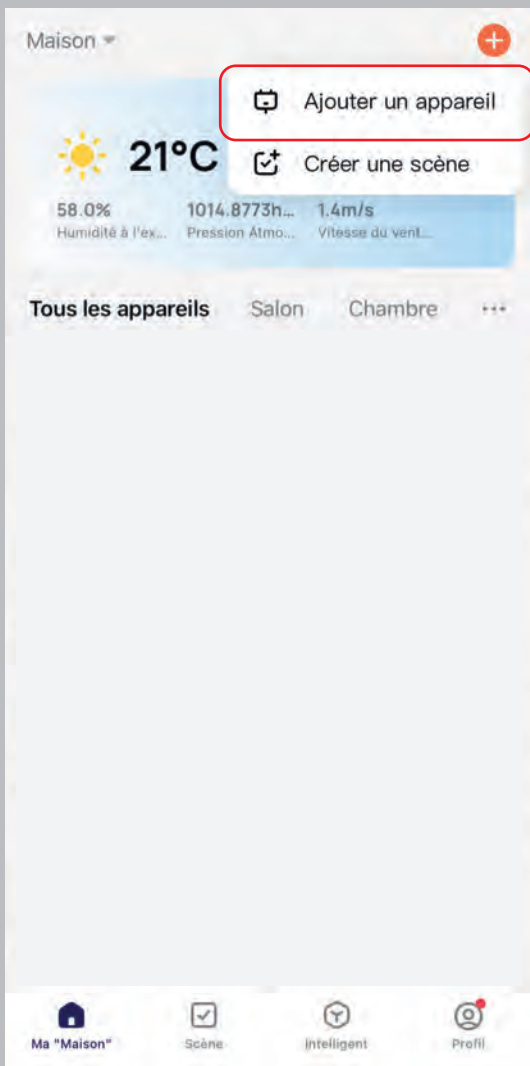 Maison
Ajouter un appareil
21°C
Créer une scène
58.0% 1014.8773h... 1.4m/s
Humidité à l'ex... Pression Atmo... Vitesse du vent...
Tous les appareils Salon Chambre ...
Ma "Maison" Scène Intelligent Profil